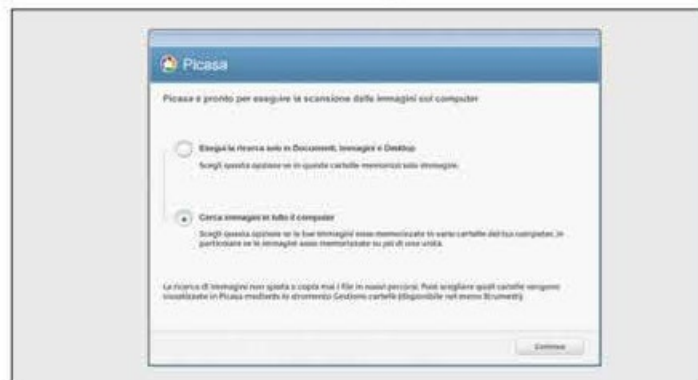 Picasa
Picasa è pronto per eseguire la scansione delle immagini sul computer
Esegui la ricerca solo in Documenti, Immagini e Desktop
Scegli questa opzione se in queste cartelle memorizzi solo immagini.
Cerca immagini in tutto il computer
Scegli questa opzione se le tue immagini sono memorizzate in varie cartelle del tuo computer, in
particolare se le immagini sono memorizzate su più di una unità.
La ricerca di immagini non sposta o copia mai i file in nuovi percorsi. Puoi scegliere quali cartelle vengono
visualizzate in Picasa mediante lo strumento Gestione cartelle (disponibile nel menu Strumenti)
Continua